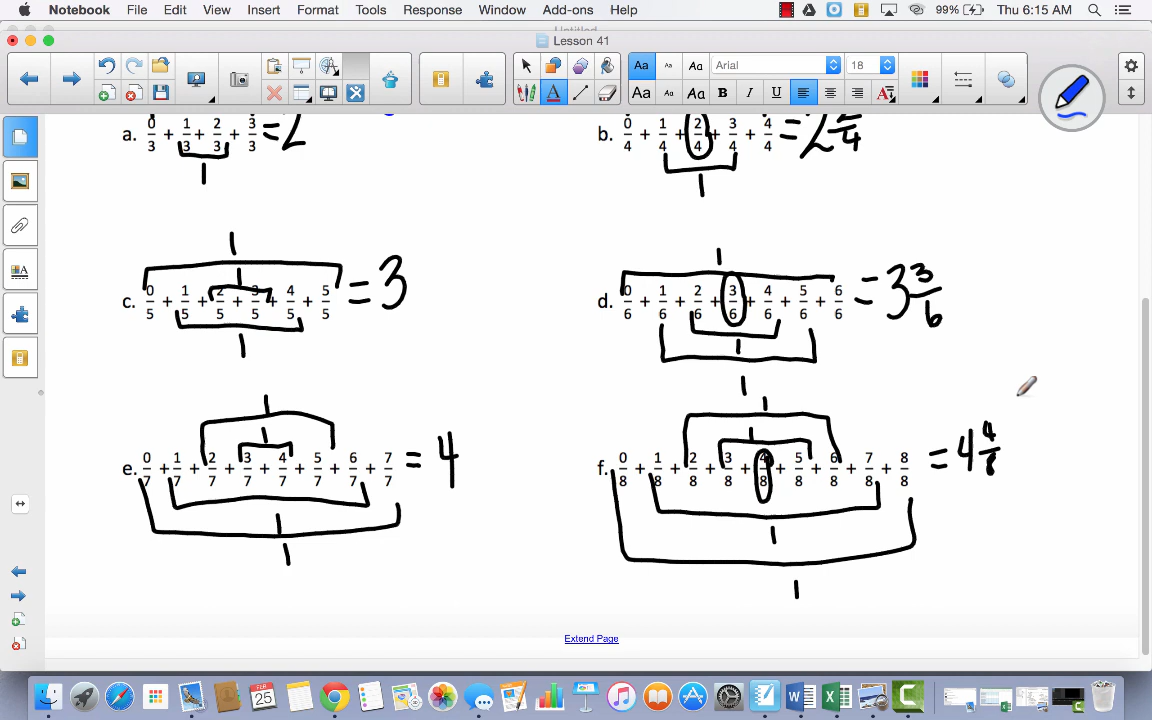 Notebook File Edit View Insert Format Tools Response Window Add-ons Help 99% Thu 6:15 AM
Untitled
Lesson 41
Aa Aa Aa Arial 18
Aa Aa Aa B I U
a. 0/3 + 1/3 + 2/3 + 3/3 = 2
1
b. 0/4 + 1/4 + 2/4 + 3/4 + 4/4 = 2 2/4
1
1
1
c. 0/5 + 1/5 + 2/5 + 3/5 + 4/5 + 5/5 = 3
1
1
d. 0/6 + 1/6 + 2/6 + 3/6 + 4/6 + 5/6 + 6/6 = 3 3/6
1
1
1
1
e. 0/7 + 1/7 + 2/7 + 3/7 + 4/7 + 5/7 + 6/7 + 7/7 = 4
1
1
1
1
f. 0/8 + 1/8 + 2/8 + 3/8 + 4/8 + 5/8 + 6/8 + 7/8 + 8/8 = 4 4/8
1
1
Extend Page
FEB
25